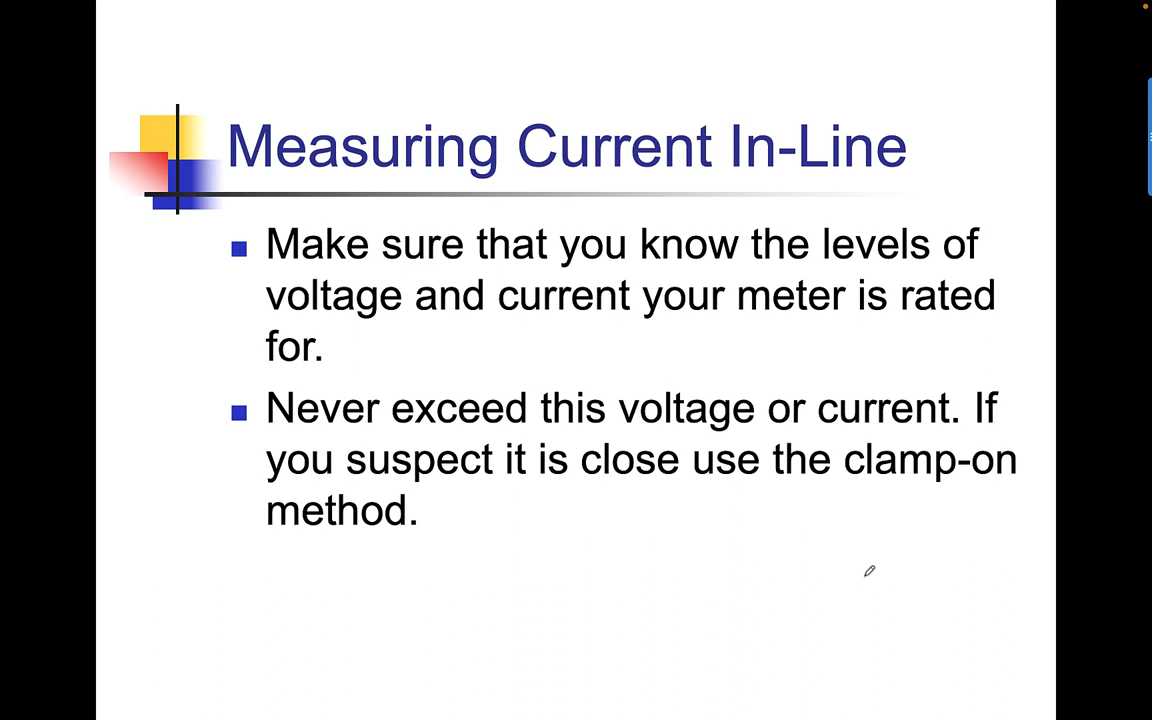 Measuring Current In-Line
Make sure that you know the levels of
voltage and current your meter is rated
for.
Never exceed this voltage or current. If
you suspect it is close use the clamp-on
method.